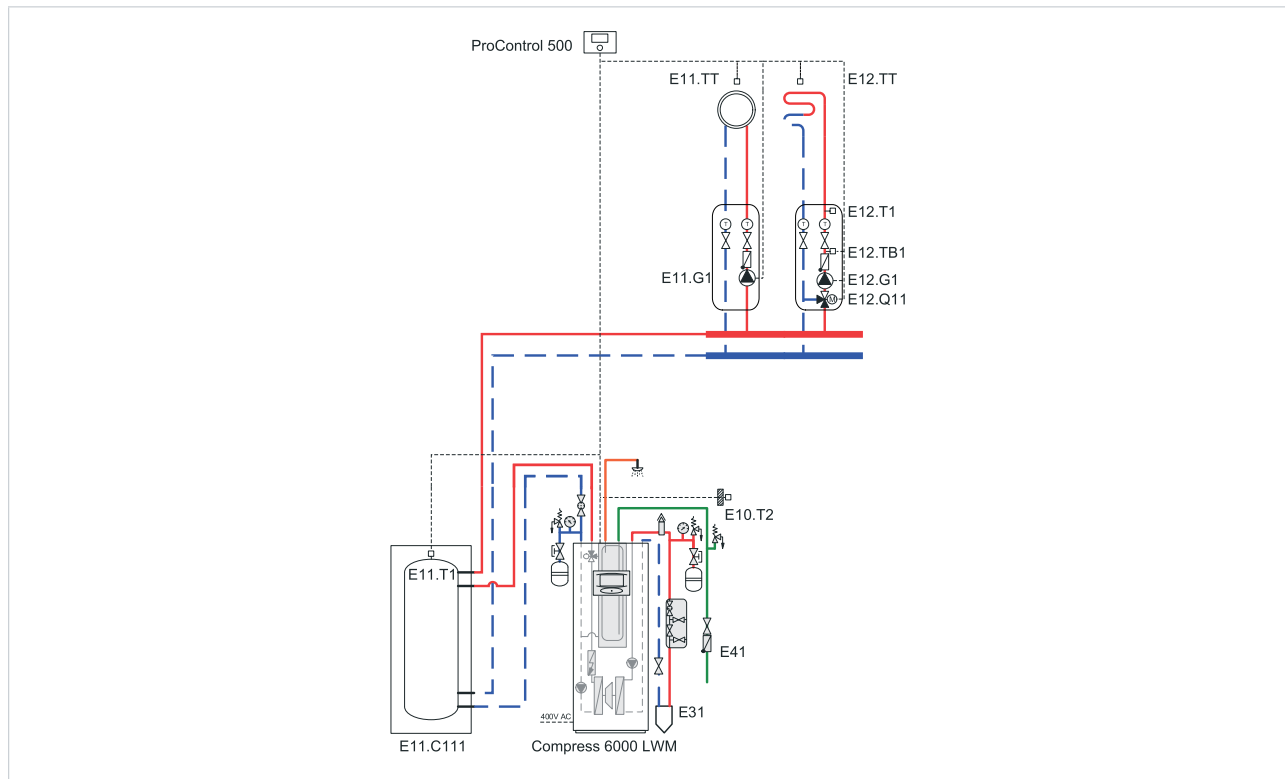 ProControl 500
E11.TT
E12.TT
T
T
T
T
E12.T1
E12.TB1
E11.G1
E12.G1
M
E12.Q11
E10.T2
E11.T1
E41
E31
400V AC
E11.C111
Compress 6000 LWM